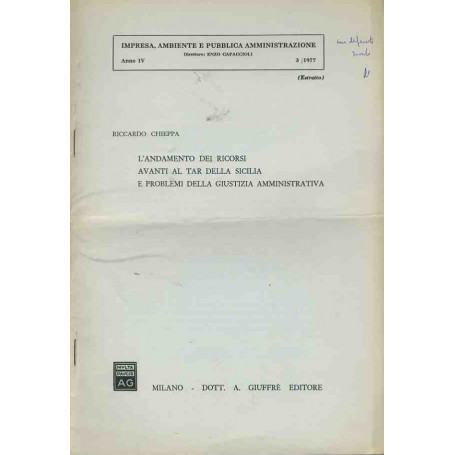 IMPRESA, AMBIENTE E PUBBLICA AMMINISTRAZIONE
Direttore: ENZO CAPACCIOLI
Anno IV 3 / 1977
(Estratto)
RICCARDO CHIEPPA
L'ANDAMENTO DEI RICORSI
AVANTI AL TAR DELLA SICILIA
E PROBLEMI DELLA GIUSTIZIA AMMINISTRATIVA
AG
MILANO - DOTT. A. GIUFFRÈ EDITORE